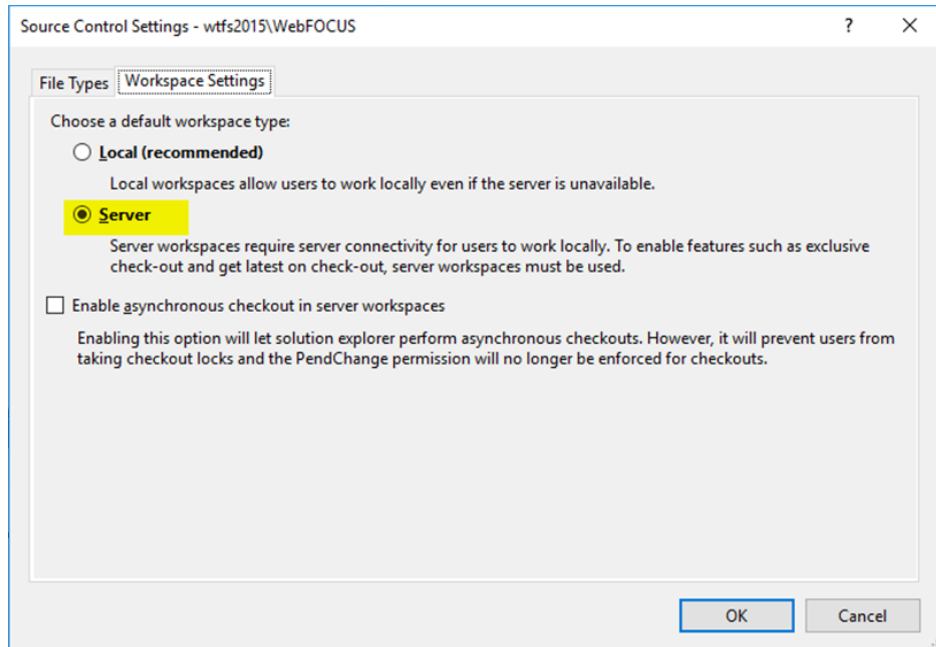 Source Control Settings - wtfs2015\WebFOCUS ? ×
File Types Workspace Settings
Choose a default workspace type:
Local (recommended)
Local workspaces allow users to work locally even if the server is unavailable.
Server
Server workspaces require server connectivity for users to work locally. To enable features such as exclusive
check-out and get latest on check-out, server workspaces must be used.
Enable asynchronous checkout in server workspaces
Enabling this option will let solution explorer perform asynchronous checkouts. However, it will prevent users from
taking checkout locks and the PendChange permission will no longer be enforced for checkouts.
OK Cancel